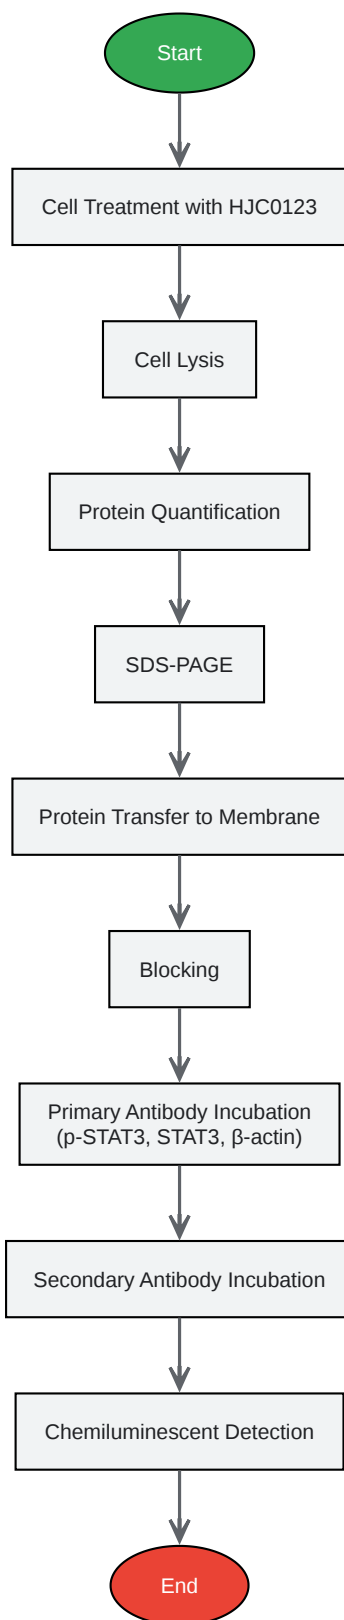 Start
Cell Treatment with HJC0123
Cell Lysis
Protein Quantification
SDS-PAGE
Protein Transfer to Membrane
Blocking
Primary Antibody Incubation
(p-STAT3, STAT3, β-actin)
Secondary Antibody Incubation
Chemiluminescent Detection
End